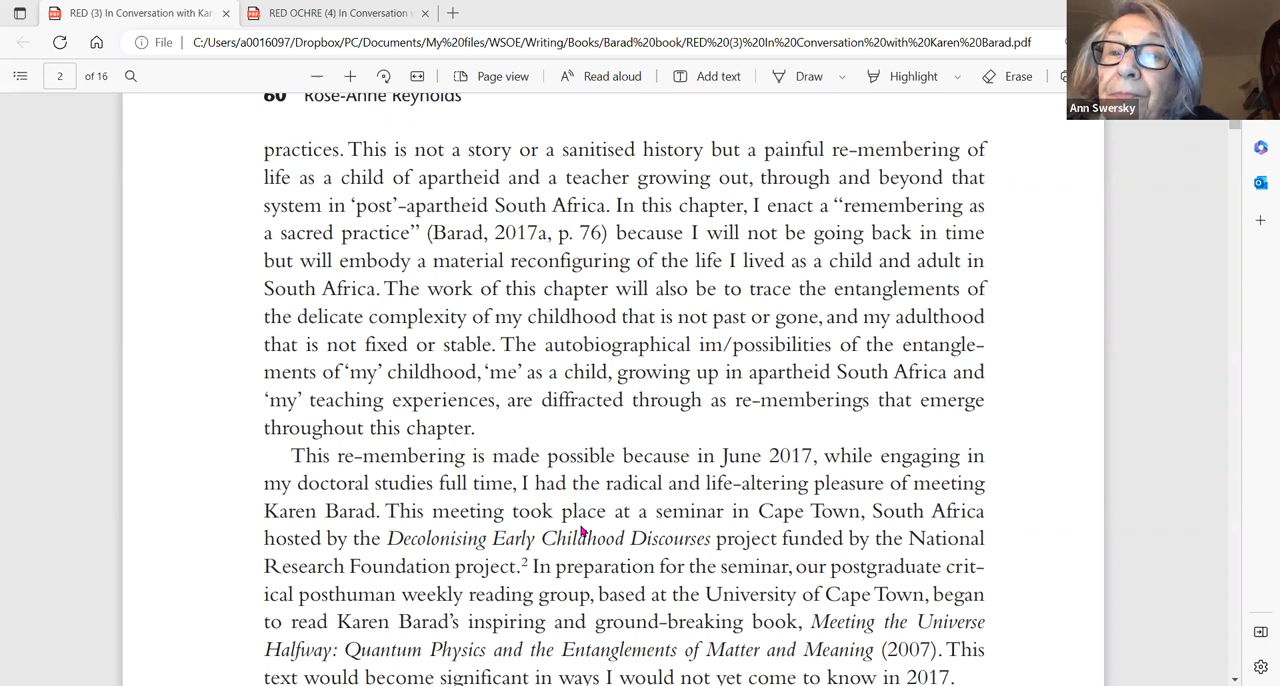 RED (3) In Conversation with Kar
RED OCHRE (4) In Conversation
File
C:/Users/a0016097/Dropbox/PC/Documents/My%20files/WSOE/Writing/Books/Barad%20book/RED%20(3)%20In%20Conversation%20with%20Karen%20Barad.pdf
2 of 16
Page view
Read aloud
Add text
Draw
Highlight
Erase
Ann Swersky
60 Rose-Anne Reynolds
practices. This is not a story or a sanitised history but a painful re-membering of
life as a child of apartheid and a teacher growing out, through and beyond that
system in ‘post’-apartheid South Africa. In this chapter, I enact a “remembering as
a sacred practice” (Barad, 2017a, p. 76) because I will not be going back in time
but will embody a material reconfiguring of the life I lived as a child and adult in
South Africa. The work of this chapter will also be to trace the entanglements of
the delicate complexity of my childhood that is not past or gone, and my adulthood
that is not fixed or stable. The autobiographical im/possibilities of the entangle-
ments of ‘my’ childhood, ‘me’ as a child, growing up in apartheid South Africa and
‘my’ teaching experiences, are diffracted through as re-memberings that emerge
throughout this chapter.
This re-membering is made possible because in June 2017, while engaging in
my doctoral studies full time, I had the radical and life-altering pleasure of meeting
Karen Barad. This meeting took place at a seminar in Cape Town, South Africa
hosted by the Decolonising Early Childhood Discourses project funded by the National
Research Foundation project.² In preparation for the seminar, our postgraduate crit-
ical posthuman weekly reading group, based at the University of Cape Town, began
to read Karen Barad’s inspiring and ground-breaking book, Meeting the Universe
Halfway: Quantum Physics and the Entanglements of Matter and Meaning (2007). This
text would become significant in ways I would not yet come to know in 2017.